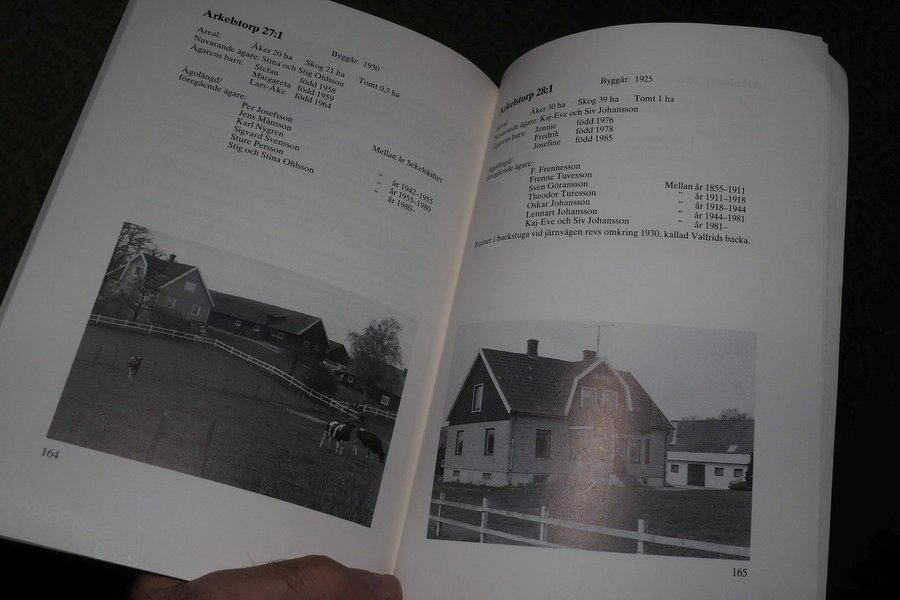 Arkelstorp 27:1
Byggår: 1930
Areal: Åker 20 ha Skog 21 ha Tomt 0,5 ha
Nuvarande ägare: Stina och Stig Ohlsson
Ägarens barn: Stefan född 1958
Margareta född 1959
Lars-Åke född 1964
Ägolängd/
föregående ägare:
Per Josefsson
Jens Månsson
Karl Nygren Mellan år Sekelskiftet
Sigvard Svensson " år 1942–1955
Sture Persson " år 1955–1980
Stig och Stina Ohlsson " år 1980–
164
Arkelstorp 28:1
Byggår: 1925
Areal: Åker 30 ha Skog 39 ha Tomt 1 ha
Nuvarande ägare: Kaj-Eve och Siv Johansson
Ägarens barn: Jennie född 1976
Fredrik född 1978
Josefine född 1985
Ägolängd/
föregående ägare:
F. Frennesson
Frenne Tuvesson
Sven Göransson Mellan år 1855–1911
Theodor Turesson " år 1911–1918
Oskar Johansson " år 1918–1944
Lennart Johansson " år 1944–1981
Kaj-Eve och Siv Johansson " år 1981–
Ruiner i backstuga vid järnvägen revs omkring 1930, kallad Valfrids backa.
165